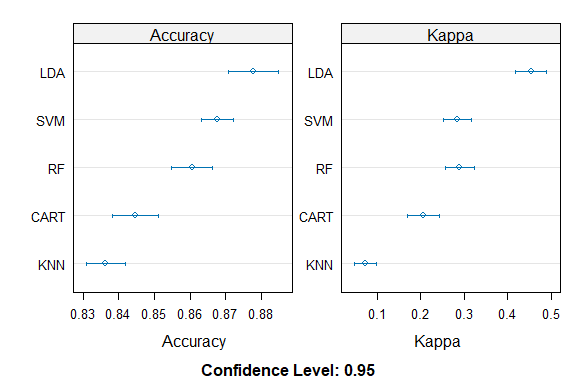 Accuracy Kappa
LDA LDA
SVM SVM
RF RF
CART CART
KNN KNN
0.83 0.84 0.85 0.86 0.87 0.88 0.1 0.2 0.3 0.4 0.5
Accuracy Kappa
Confidence Level: 0.95